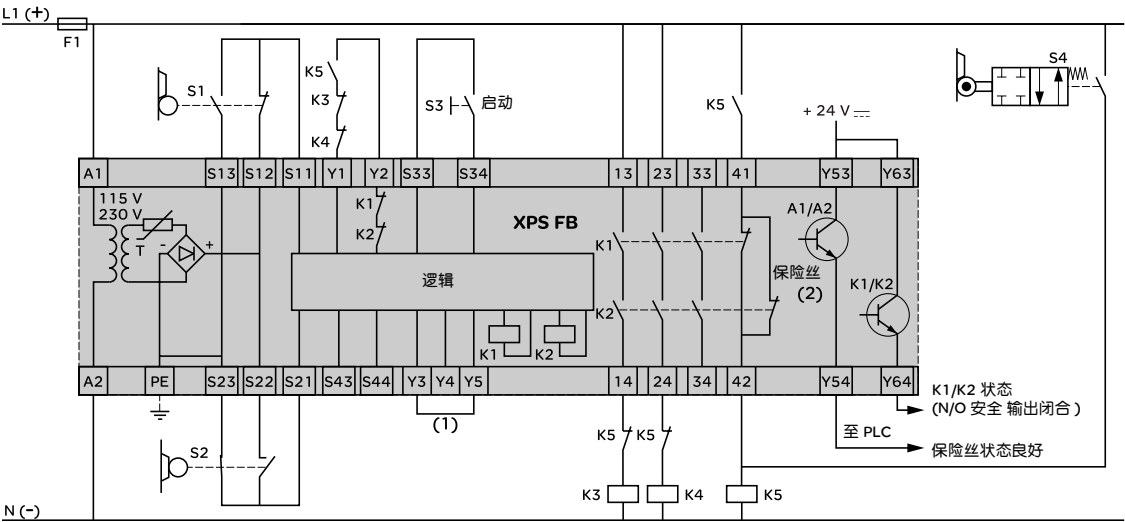 L1 (+)
F1
S1
K5
K3
K4
S3
启动
K5
S4
+ 24 V
A1
S13
S12
S11
Y1
Y2
S33
S34
13
23
33
41
Y53
Y63
115 V
230 V
T
-
+
K1
K2
XPS FB
逻辑
K1
K2
K1
K2
保险丝
(2)
A1/A2
K1/K2
A2
PE
S23
S22
S21
S43
S44
Y3
Y4
Y5
14
24
34
42
Y54
Y64
(1)
S2
K5
K5
K3
K4
K5
至 PLC
K1/K2 状态
(N/O 安全 输出闭合 )
保险丝状态良好
N (-)